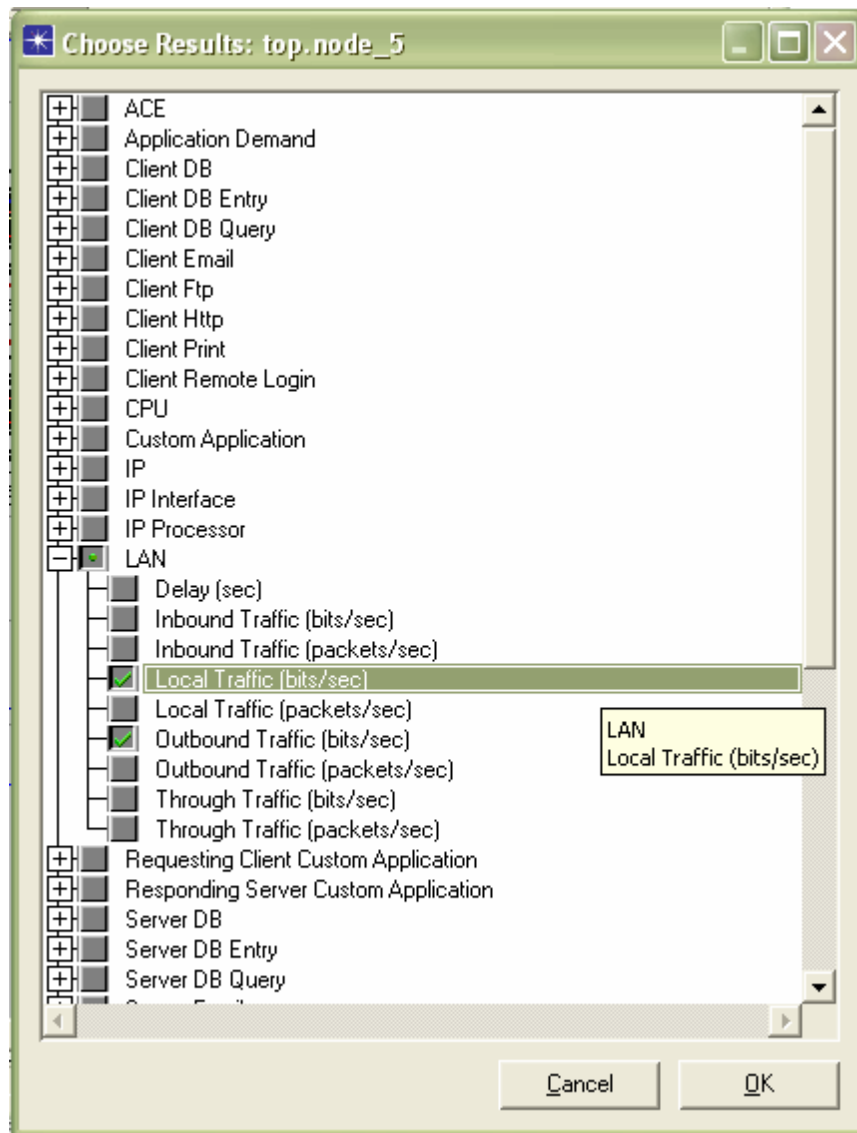 Choose Results: top.node_5
ACE
Application Demand
Client DB
Client DB Entry
Client DB Query
Client Email
Client Ftp
Client Http
Client Print
Client Remote Login
CPU
Custom Application
IP
IP Interface
IP Processor
LAN
Delay (sec)
Inbound Traffic (bits/sec)
Inbound Traffic (packets/sec)
Local Traffic (bits/sec)
Local Traffic (packets/sec)
Outbound Traffic (bits/sec)
Outbound Traffic (packets/sec)
Through Traffic (bits/sec)
Through Traffic (packets/sec)
LAN
Local Traffic (bits/sec)
Requesting Client Custom Application
Responding Server Custom Application
Server DB
Server DB Entry
Server DB Query
Cancel
OK